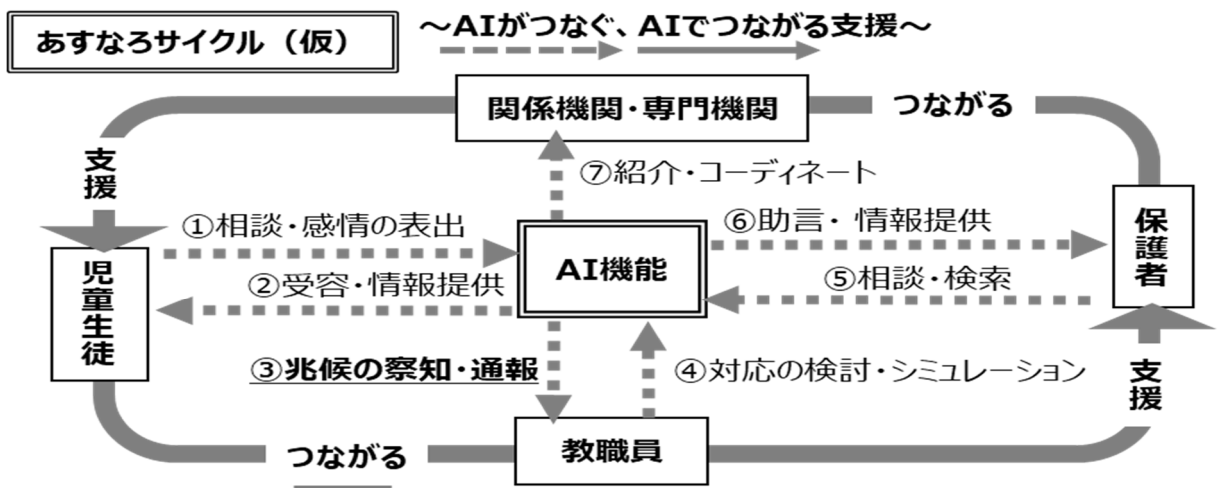 あすなろサイクル（仮）
～AIがつなぐ、AIでつながる支援～
関係機関・専門機関
つながる
支援
⑦紹介・コーディネート
①相談・感情の表出
⑥助言・ 情報提供
AI機能
保護者
児童生徒
②受容・情報提供
⑤相談・検索
③兆候の察知・通報
④対応の検討・シミュレーション
支援
つながる
教職員